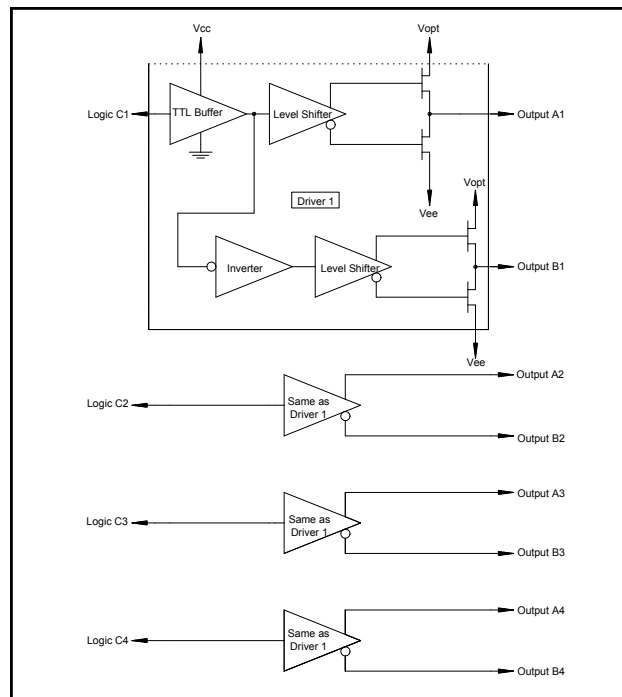 Vcc
Vopt
Logic C1
TTL Buffer
Level Shifter
Output A1
Driver 1
Vee
Vopt
Inverter
Level Shifter
Output B1
Vee
Logic C2
Same as
Driver 1
Output A2
Output B2
Logic C3
Same as
Driver 1
Output A3
Output B3
Logic C4
Same as
Driver 1
Output A4
Output B4